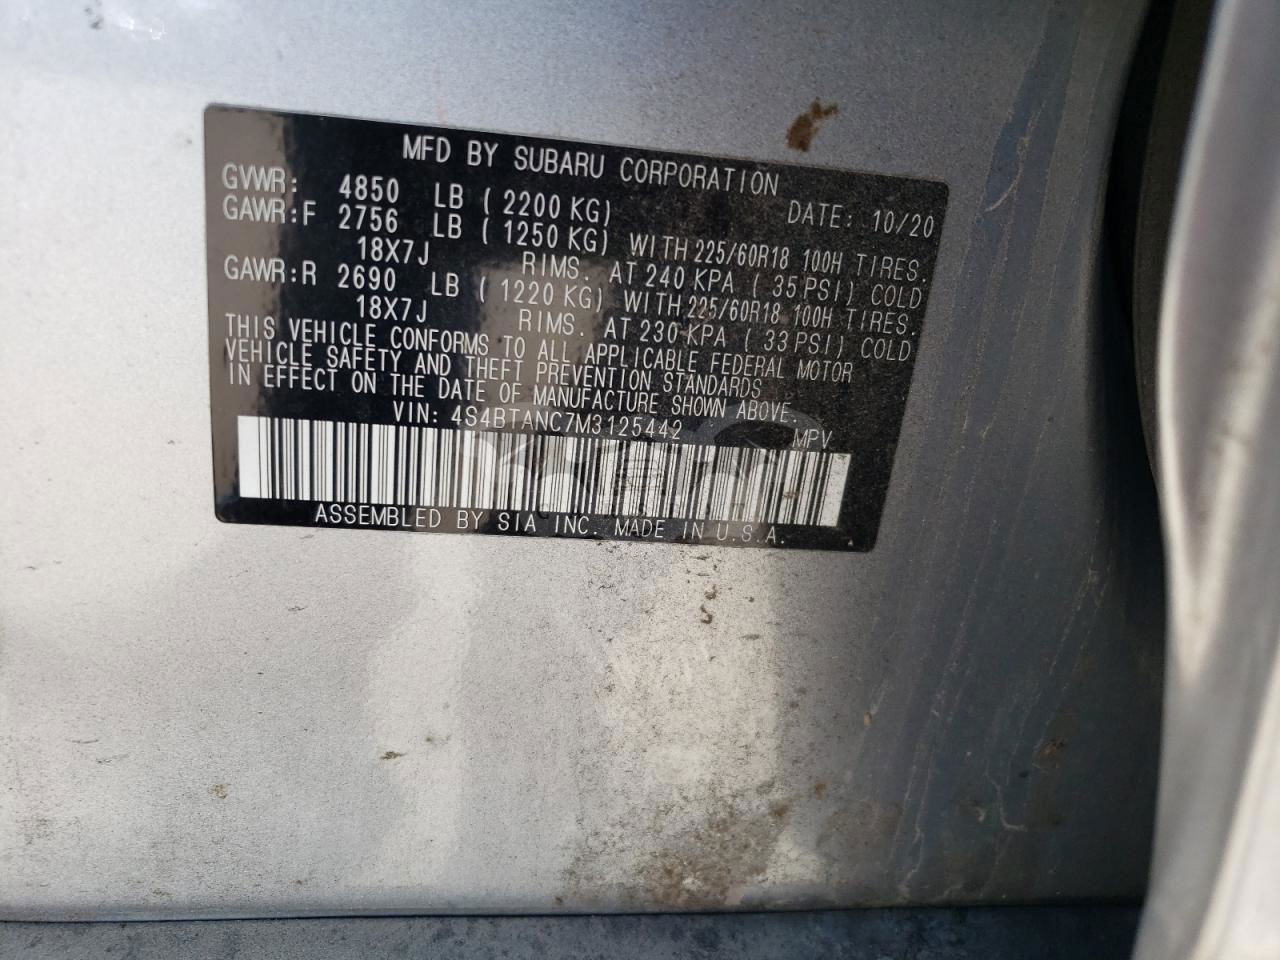 MFD BY SUBARU CORPORATION
GVWR: 4850 LB ( 2200 KG) DATE: 10/20
GAWR:F 2756 LB ( 1250 KG) WITH 225/60R18 100H TIRES.
18X7J RIMS. AT 240 KPA ( 35 PSI) COLD
GAWR:R 2690 LB ( 1220 KG) WITH 225/60R18 100H TIRES.
18X7J RIMS. AT 230 KPA ( 33 PSI) COLD
THIS VEHICLE CONFORMS TO ALL APPLICABLE FEDERAL MOTOR
VEHICLE SAFETY AND THEFT PREVENTION STANDARDS
IN EFFECT ON THE DATE OF MANUFACTURE SHOWN ABOVE.
VIN: 4S4BTANC7M3125442 MPV
ASSEMBLED BY SIA INC. MADE IN U.S.A.